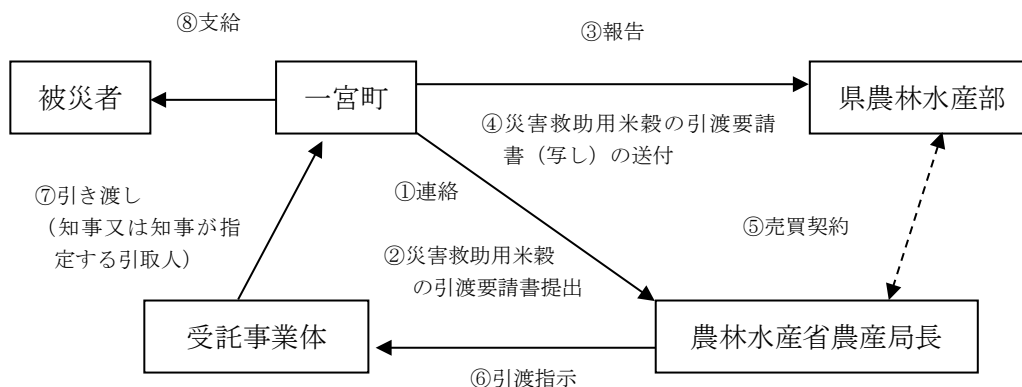 ⑧支給
③報告
被災者
一宮町
県農林水産部
④災害救助用米穀の引渡要請
書（写し）の送付
⑦引き渡し
（知事又は知事が指
定する引取人）
①連絡
⑤売買契約
②災害救助用米穀
の引渡要請書提出
受託事業体
農林水産省農産局長
⑥引渡指示